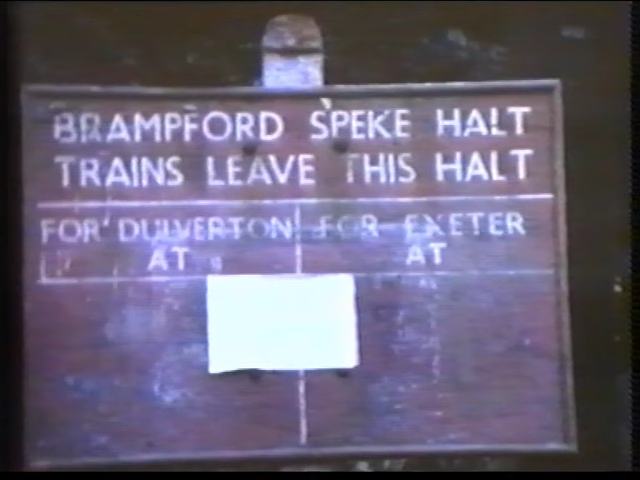 BRAMPFORD SPEKE HALT
TRAINS LEAVE THIS HALT
FOR DULVERTON FOR EXETER
AT AT